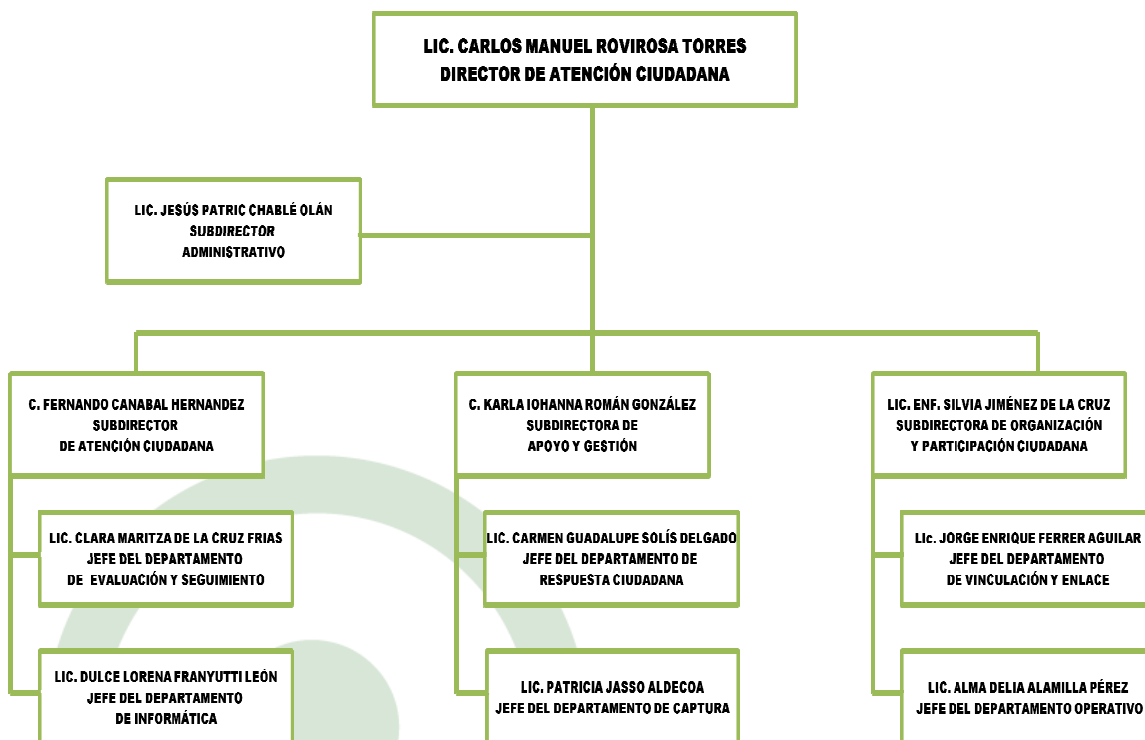 LIC. CARLOS MANUEL ROVIROSA TORRES
DIRECTOR DE ATENCIÓN CIUDADANA
LIC. JESÚS PATRIC CHABLÉ OLÁN
SUBDIRECTOR
ADMINISTRATIVO
C. FERNANDO CANABAL HERNANDEZ
SUBDIRECTOR
DE ATENCIÓN CIUDADANA
C. KARLA IOHANNA ROMÁN GONZÁLEZ
SUBDIRECTORA DE
APOYO Y GESTIÓN
LIC. ENF. SILVIA JIMÉNEZ DE LA CRUZ
SUBDIRECTORA DE ORGANIZACIÓN
Y PARTICIPACIÓN CIUDADANA
LIC. CLARA MARITZA DE LA CRUZ FRIAS
JEFE DEL DEPARTAMENTO
DE EVALUACIÓN Y SEGUIMIENTO
LIC. CARMEN GUADALUPE SOLÍS DELGADO
JEFE DEL DEPARTAMENTO DE
RESPUESTA CIUDADANA
LIc. JORGE ENRIQUE FERRER AGUILAR
JEFE DEL DEPARTAMENTO
DE VINCULACIÓN Y ENLACE
LIC. DULCE LORENA FRANYUTTI LEÓN
JEFE DEL DEPARTAMENTO
DE INFORMÁTICA
LIC. PATRICIA JASSO ALDECOA
JEFE DEL DEPARTAMENTO DE CAPTURA
LIC. ALMA DELIA ALAMILLA PÉREZ
JEFE DEL DEPARTAMENTO OPERATIVO